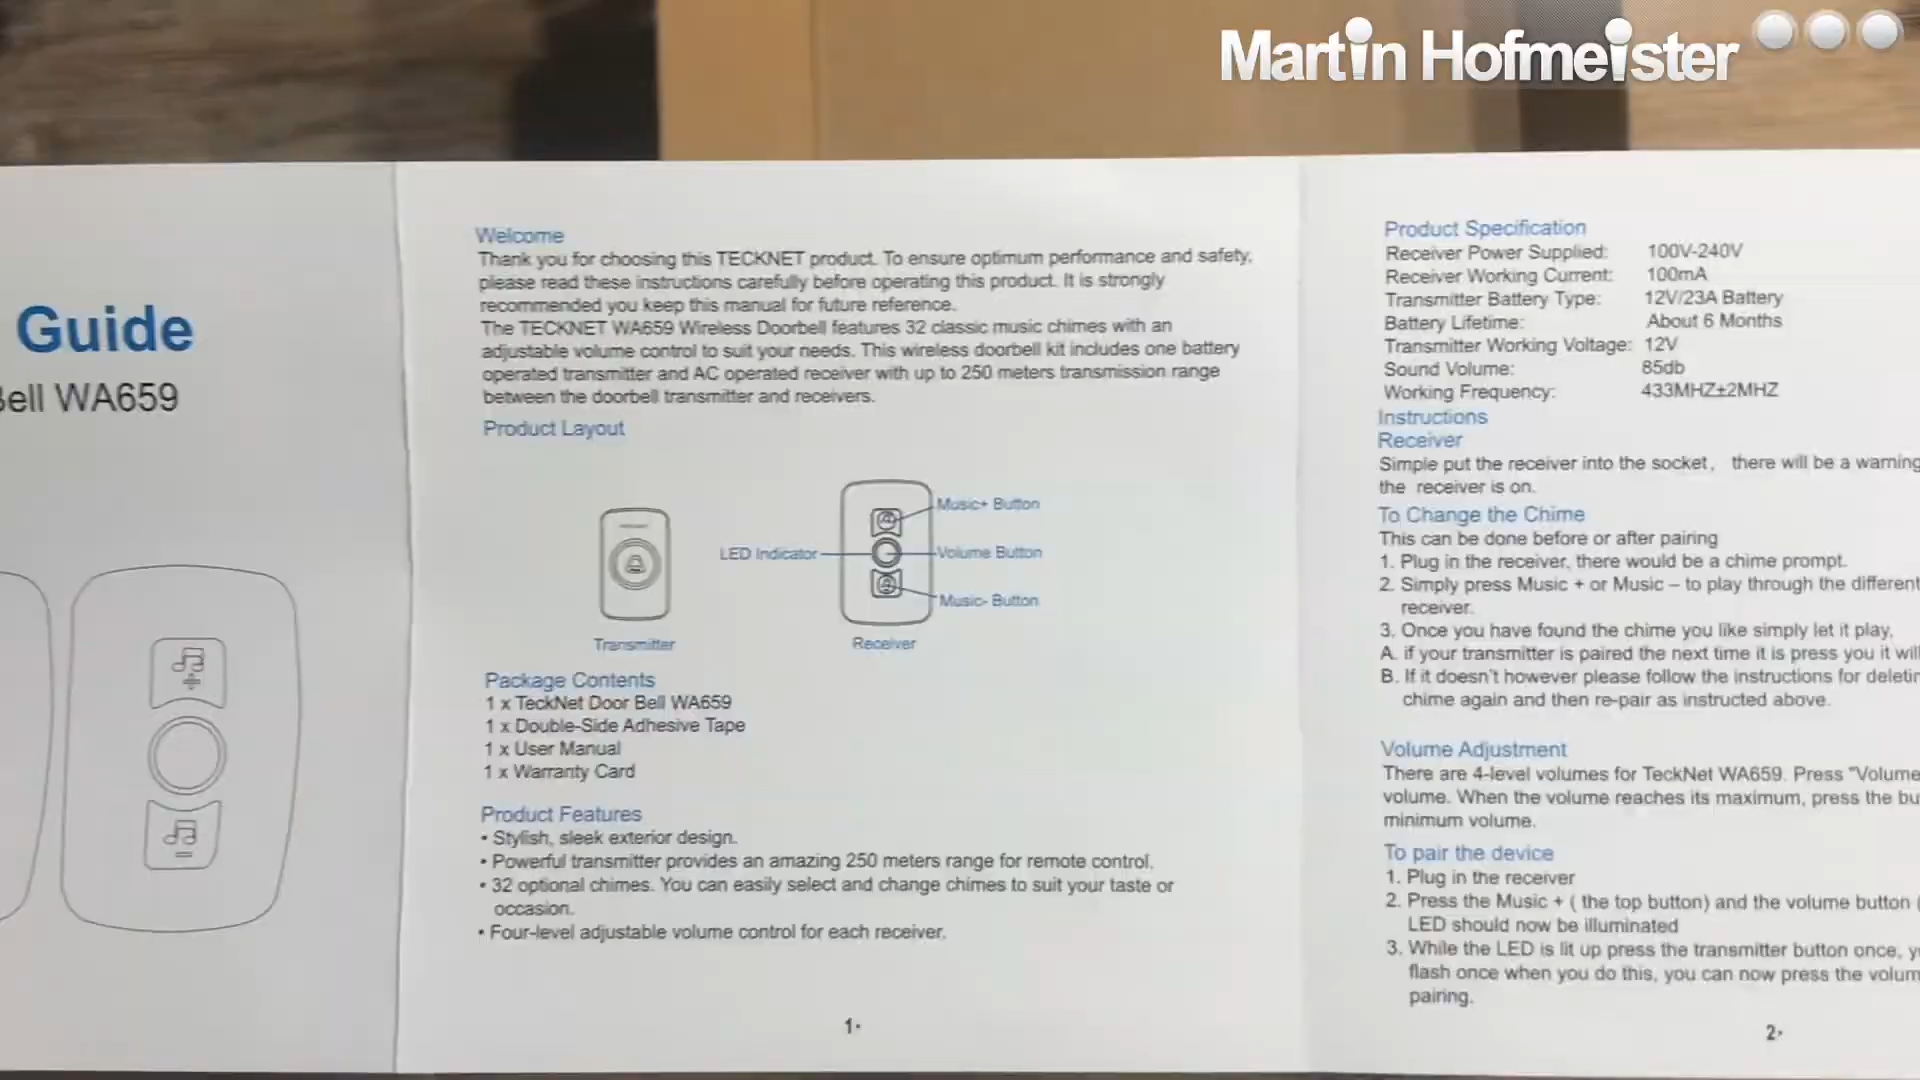 Martin Hofmeister
Guide
Bell WA659
Welcome
Thank you for choosing this TECKNET product. To ensure optimum performance and safety,
please read these instructions carefully before operating this product. It is strongly
recommended you keep this manual for future reference.
The TECKNET WA659 Wireless Doorbell features 32 classic music chimes with an
adjustable volume control to suit your needs. This wireless doorbell kit includes one battery
operated transmitter and AC operated receiver with up to 250 meters transmission range
between the doorbell transmitter and receivers.
Product Layout
Music+ Button
LED Indicator
Volume Button
Music- Button
Transmitter
Receiver
Package Contents
1 x TeckNet Door Bell WA659
1 x Double-Side Adhesive Tape
1 x User Manual
1 x Warranty Card
Product Features
• Stylish, sleek exterior design.
• Powerful transmitter provides an amazing 250 meters range for remote control.
• 32 optional chimes. You can easily select and change chimes to suit your taste or
occasion.
• Four-level adjustable volume control for each receiver.
1•
Product Specification
Receiver Power Supplied: 100V-240V
Receiver Working Current: 100mA
Transmitter Battery Type: 12V/23A Battery
Battery Lifetime: About 6 Months
Transmitter Working Voltage: 12V
Sound Volume: 85db
Working Frequency: 433MHZ±2MHZ
Instructions
Receiver
Simple put the receiver into the socket, there will be a warning
the receiver is on.
To Change the Chime
This can be done before or after pairing
1. Plug in the receiver, there would be a chime prompt.
2. Simply press Music + or Music – to play through the different
receiver.
3. Once you have found the chime you like simply let it play,
A. if your transmitter is paired the next time it is press you it will
B. If it doesn't however please follow the instructions for deletin
chime again and then re-pair as instructed above.
Volume Adjustment
There are 4-level volumes for TeckNet WA659. Press "Volume
volume. When the volume reaches its maximum, press the bu
minimum volume.
To pair the device
1. Plug in the receiver
2. Press the Music + ( the top button) and the volume button (
LED should now be illuminated
3. While the LED is lit up press the transmitter button once, y
flash once when you do this, you can now press the volum
pairing.
2•